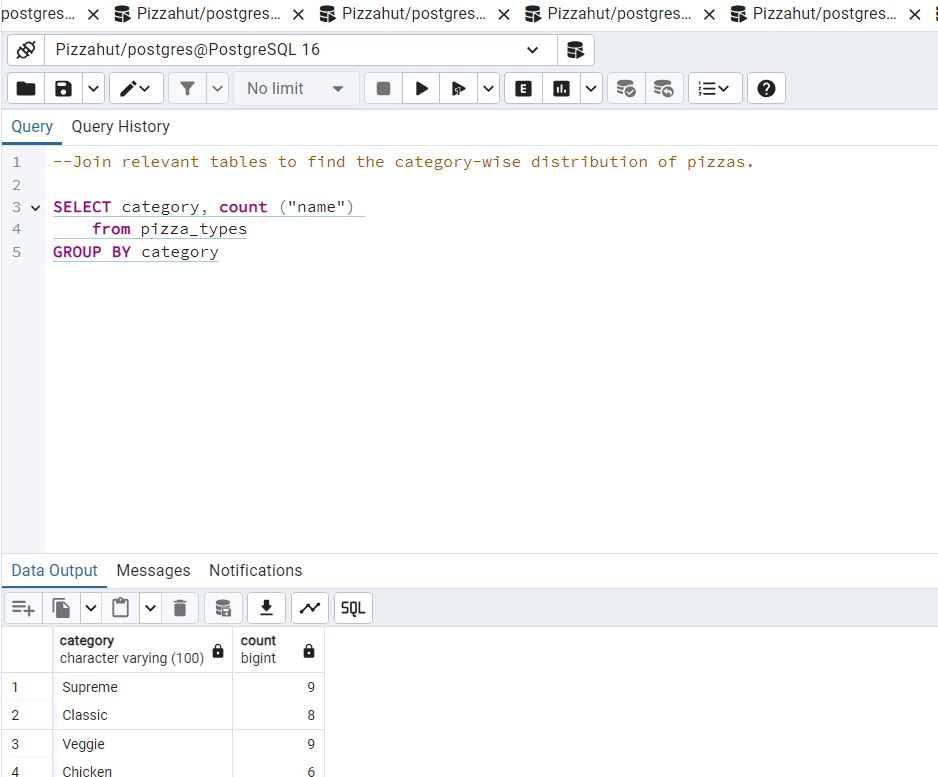 postgres... Pizzahut/postgres... Pizzahut/postgres... Pizzahut/postgres... Pizzahut/postgres...
Pizzahut/postgres@PostgreSQL 16
No limit E
Query Query History
1 --Join relevant tables to find the category-wise distribution of pizzas.
2
3 SELECT category, count ("name")
4 from pizza_types
5 GROUP BY category
Data Output Messages Notifications
SQL
category count
character varying (100) bigint
1 Supreme 9
2 Classic 8
3 Veggie 9
4 Chicken 6